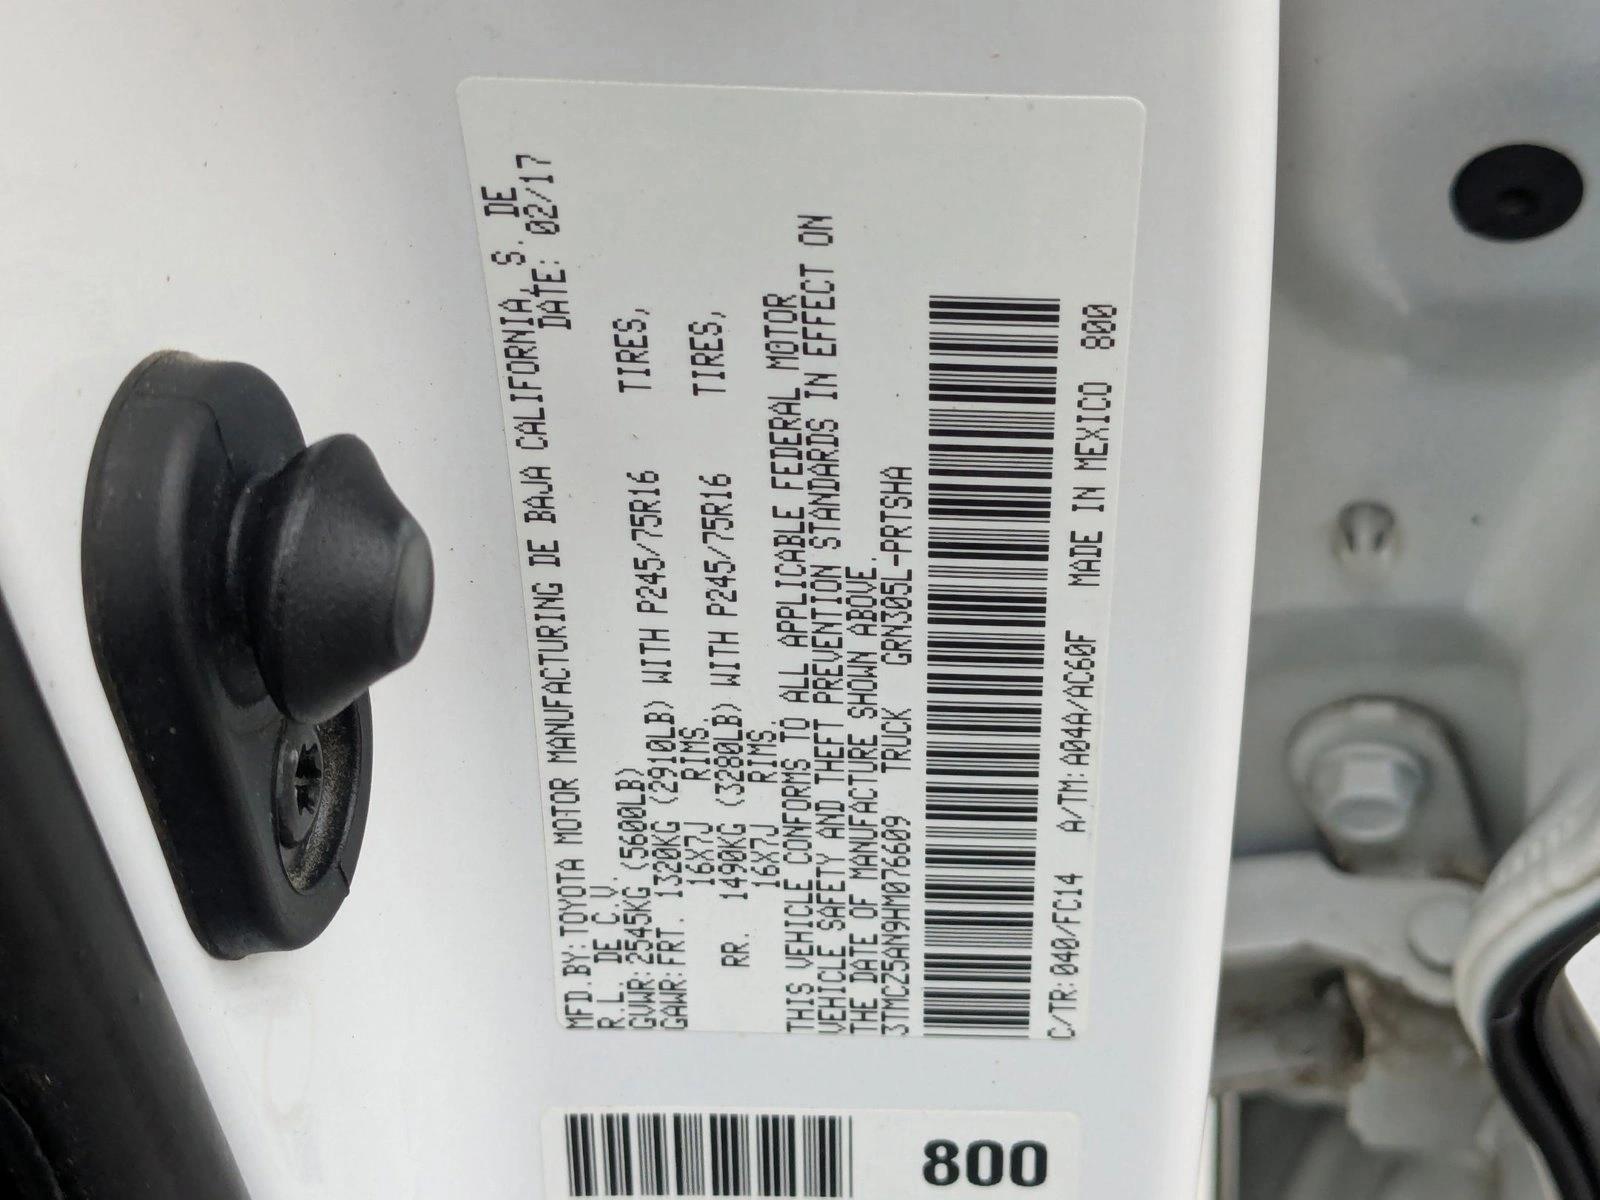 MFD.BY:TOYOTA MOTOR MANUFACTURING DE BAJA CALIFORNIA, S. DE
R.L. DE C.V. DATE: 02/17
GVWR:2545KG (5600LB)
GAWR:FRT. 1320KG (2910LB) WITH P245/75R16 TIRES,
16X7J RIMS.
RR. 1490KG (3280LB) WITH P245/75R16 TIRES,
16X7J RIMS.
THIS VEHICLE CONFORMS TO ALL APPLICABLE FEDERAL MOTOR
VEHICLE SAFETY AND THEFT PREVENTION STANDARDS IN EFFECT ON
THE DATE OF MANUFACTURE SHOWN ABOVE.
3TMCZ5AN9HM076609 TRUCK GRN305L-PRTSHA
C/TR:040/FC14 A/TM:A04A/AC60F MADE IN MEXICO 800
800